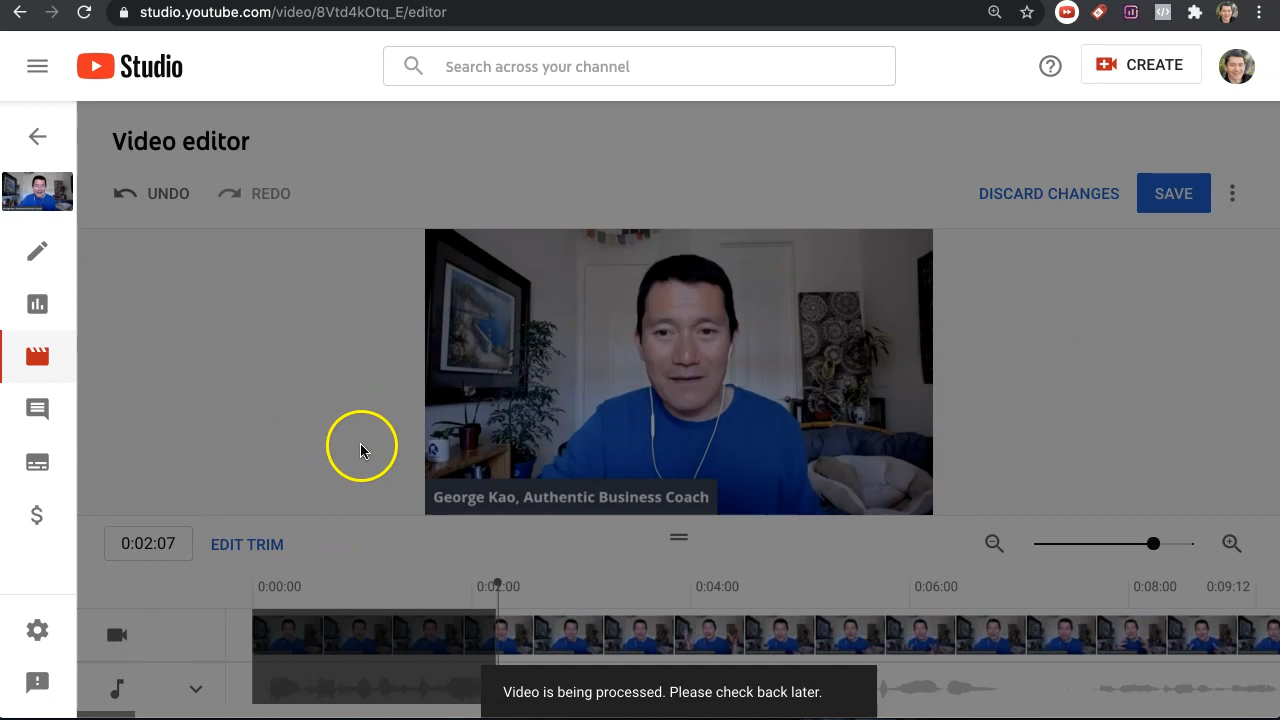 studio.youtube.com/video/8Vtd4kOtq_E/editor
Studio
Search across your channel
CREATE
Video editor
UNDO
REDO
DISCARD CHANGES
SAVE
George Kao, Authentic Business Coach
0:02:07
EDIT TRIM
0:00:00
0:02:00
0:04:00
0:06:00
0:08:00
0:09:12
Video is being processed. Please check back later.